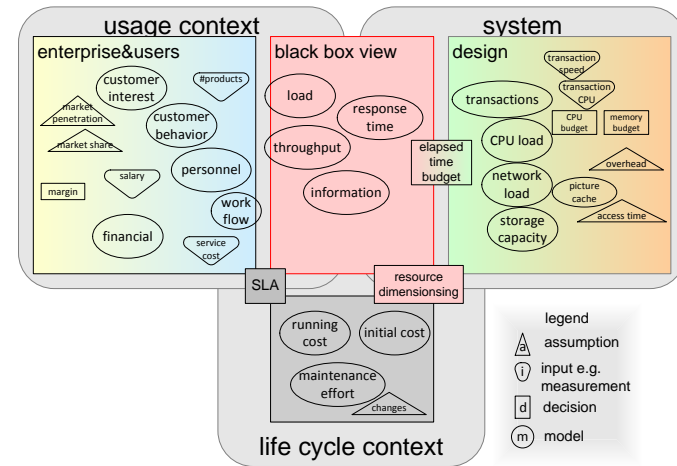 usage context
system
enterprise&users
black box view
design
customer
interest
#products
market
penetration
customer
behavior
market share
salary
personnel
margin
work
flow
financial
service
cost
load
response
time
throughput
information
elapsed
time
budget
transaction
speed
transaction
CPU
transactions
CPU
budget
memory
budget
CPU load
overhead
network
load
picture
cache
access time
storage
capacity
SLA
resource
dimensionsing
running
cost
initial cost
maintenance
effort
changes
life cycle context
legend
a assumption
i input e.g.
measurement
d decision
m model